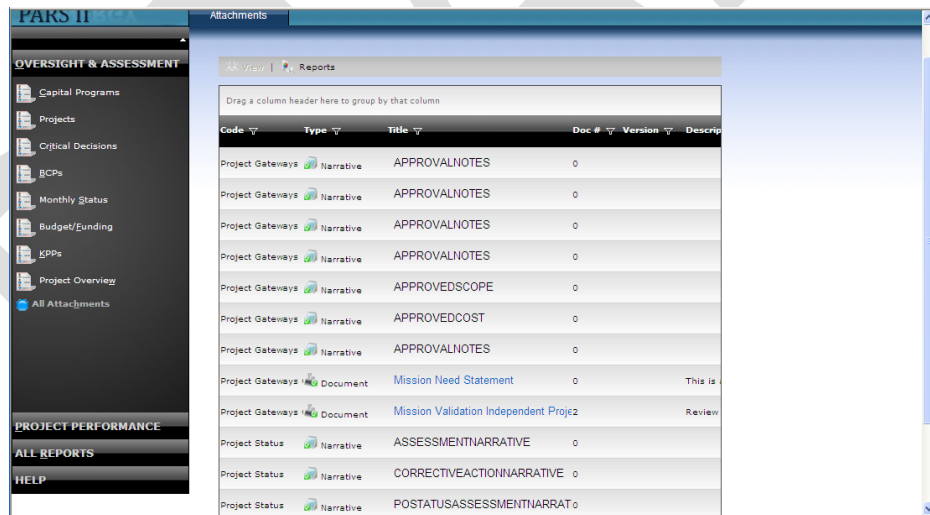 PARS II
Attachments
OVERSIGHT & ASSESSMENT
Capital Programs
Projects
Critical Decisions
BCPs
Monthly Status
Budget/Funding
KPPs
Project Overview
All Attachments
PROJECT PERFORMANCE
ALL REPORTS
HELP
View | Reports
Drag a column header here to group by that column
Code Type Title Doc # Version Descrip
Project Gateways Narrative APPROVALNOTES 0
Project Gateways Narrative APPROVALNOTES 0
Project Gateways Narrative APPROVALNOTES 0
Project Gateways Narrative APPROVALNOTES 0
Project Gateways Narrative APPROVEDSCOPE 0
Project Gateways Narrative APPROVEDCOST 0
Project Gateways Narrative APPROVALNOTES 0
Project Gateways Document Mission Need Statement 0 This is
Project Gateways Document Mission Validation Independent Proje 2 Review
Project Status Narrative ASSESSMENTNARRATIVE 0
Project Status Narrative CORRECTIVEACTIONNARRATIVE 0
Project Status Narrative POSTATUSASSESSMENTNARRAT 0